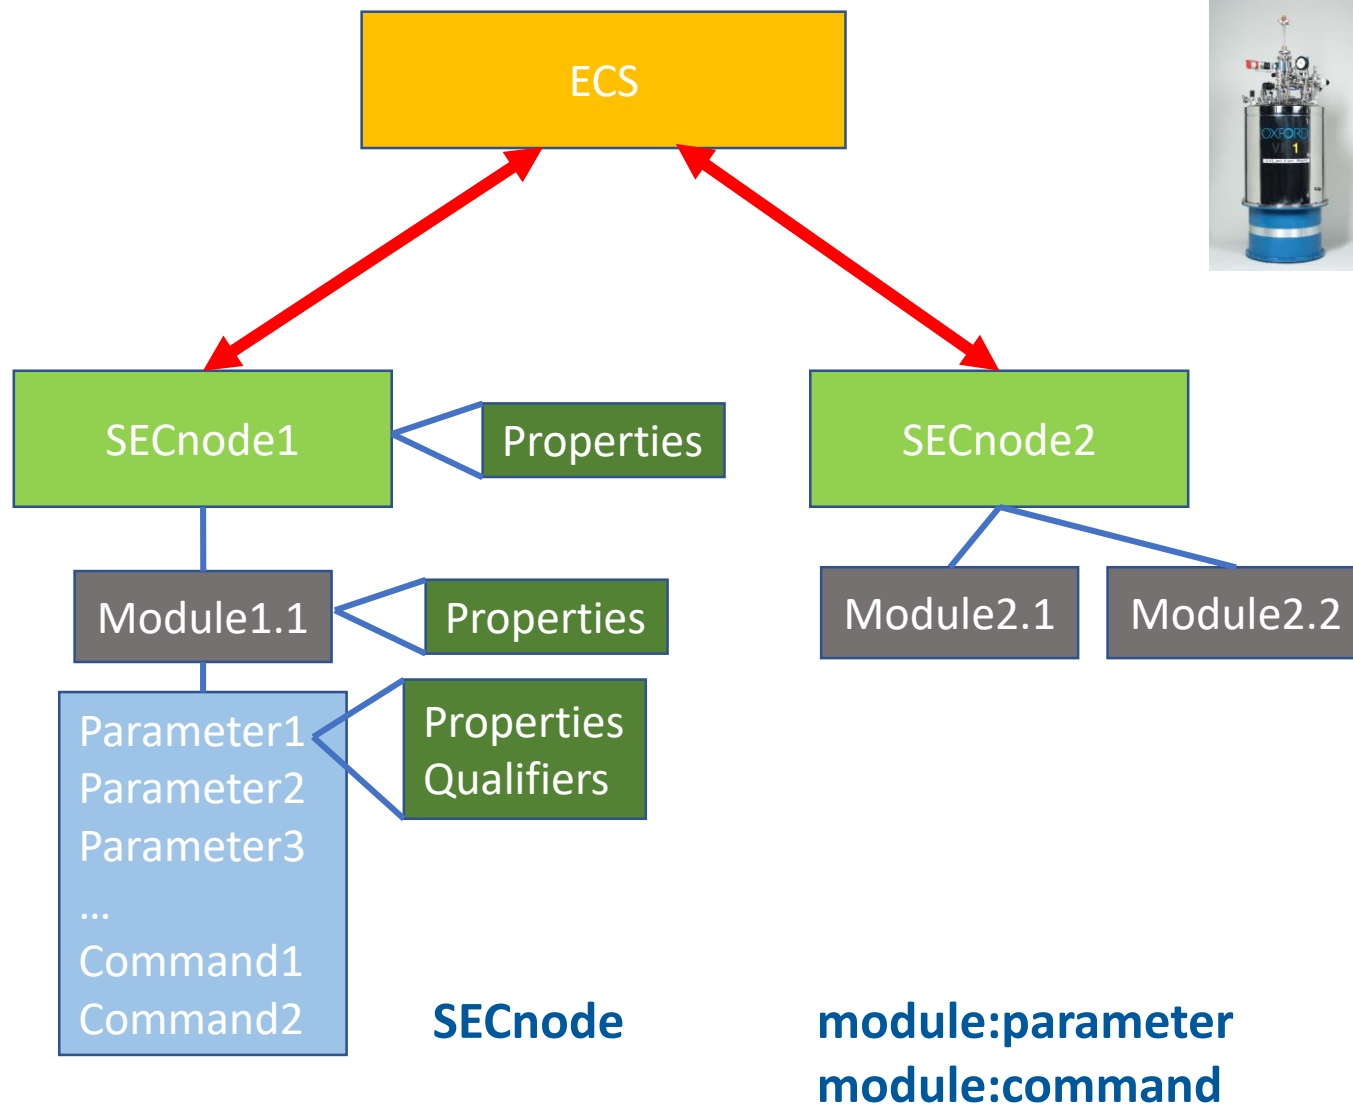 ECS
OXFORD
SECnode1
Properties
SECnode2
Module1.1
Properties
Module2.1
Module2.2
Parameter1
Parameter2
Parameter3
...
Command1
Command2
Properties
Qualifiers
SECnode
module:parameter
module:command